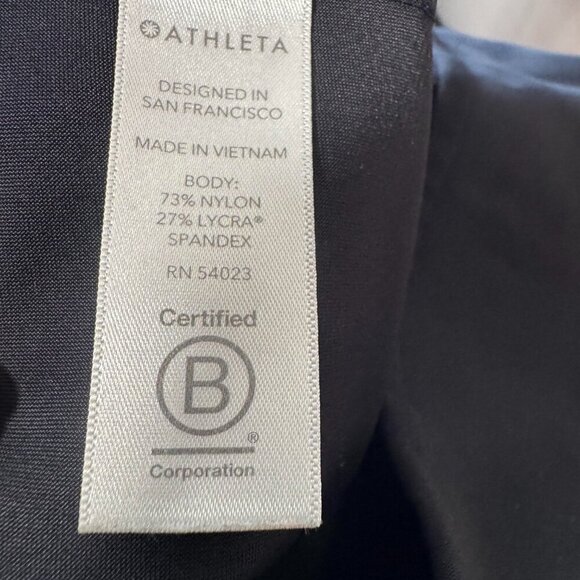 ATHLETA
DESIGNED IN
SAN FRANCISCO
MADE IN VIETNAM
BODY:
73% NYLON
27% LYCRA®
SPANDEX
RN 54023
Certified
B
®
Corporation